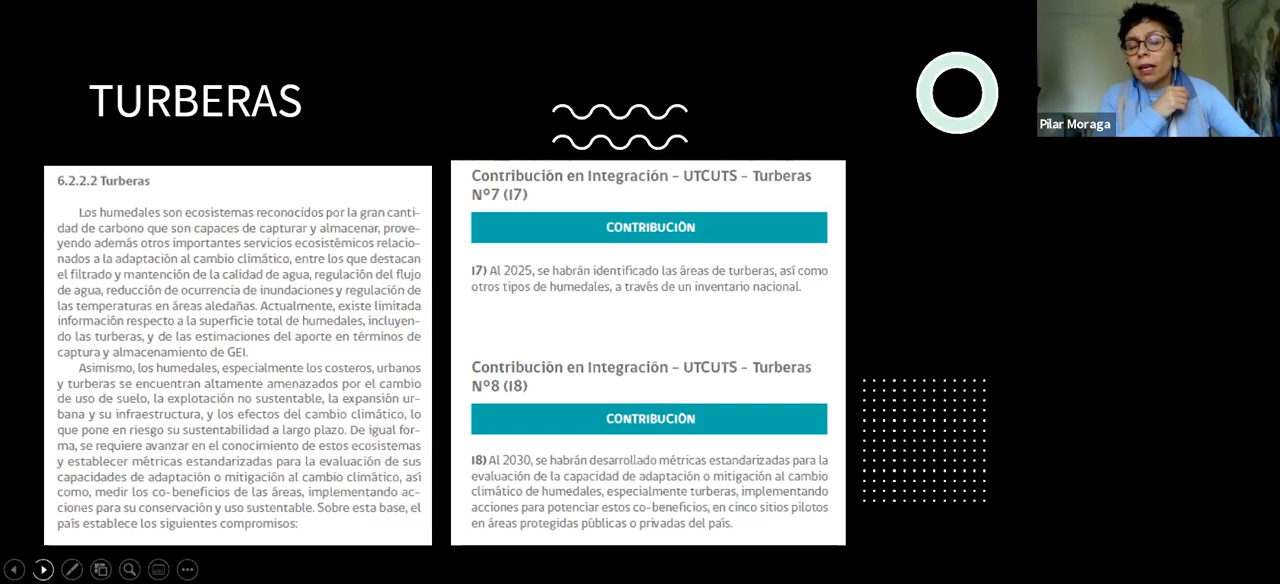 TURBERAS
Pilar Moraga
6.2.2.2 Turberas
Los humedales son ecosistemas reconocidos por la gran canti-
dad de carbono que son capaces de capturar y almacenar, prove-
yendo además otros importantes servicios ecosistémicos relacio-
nados a la adaptación al cambio climático, entre los que destacan
el filtrado y mantención de la calidad de agua, regulación del flujo
de agua, reducción de ocurrencia de inundaciones y regulación de
las temperaturas en áreas aledañas. Actualmente, existe limitada
información respecto a la superficie total de humedales, incluyen-
do las turberas, y de las estimaciones del aporte en términos de
captura y almacenamiento de GEI.
Asimismo, los humedales, especialmente los costeros, urbanos
y turberas se encuentran altamente amenazados por el cambio
de uso de suelo, la explotación no sustentable, la expansión ur-
bana y su infraestructura, y los efectos del cambio climático, lo
que pone en riesgo su sustentabilidad a largo plazo. De igual for-
ma, se requiere avanzar en el conocimiento de estos ecosistemas
y establecer métricas estandarizadas para la evaluación de sus
capacidades de adaptación o mitigación al cambio climático, así
como, medir los co-beneficios de las áreas, implementando ac-
ciones para su conservación y uso sustentable. Sobre esta base, el
país establece los siguientes compromisos:
Contribución en Integración – UTCUTS – Turberas
N°7 (I7)
CONTRIBUCIÓN
I7) Al 2025, se habrán identificado las áreas de turberas, así como
otros tipos de humedales, a través de un inventario nacional.
Contribución en Integración – UTCUTS – Turberas
N°8 (I8)
CONTRIBUCIÓN
I8) Al 2030, se habrán desarrollado métricas estandarizadas para la
evaluación de la capacidad de adaptación o mitigación al cambio
climático de humedales, especialmente turberas, implementando
acciones para potenciar estos co-beneficios, en cinco sitios pilotos
en áreas protegidas públicas o privadas del país.